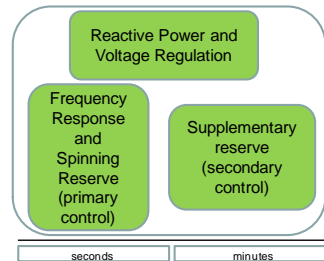 Reactive Power and
Voltage Regulation
Frequency
Response
and
Spinning
Reserve
(primary
control)
Supplementary
reserve
(secondary
control)
seconds
minutes